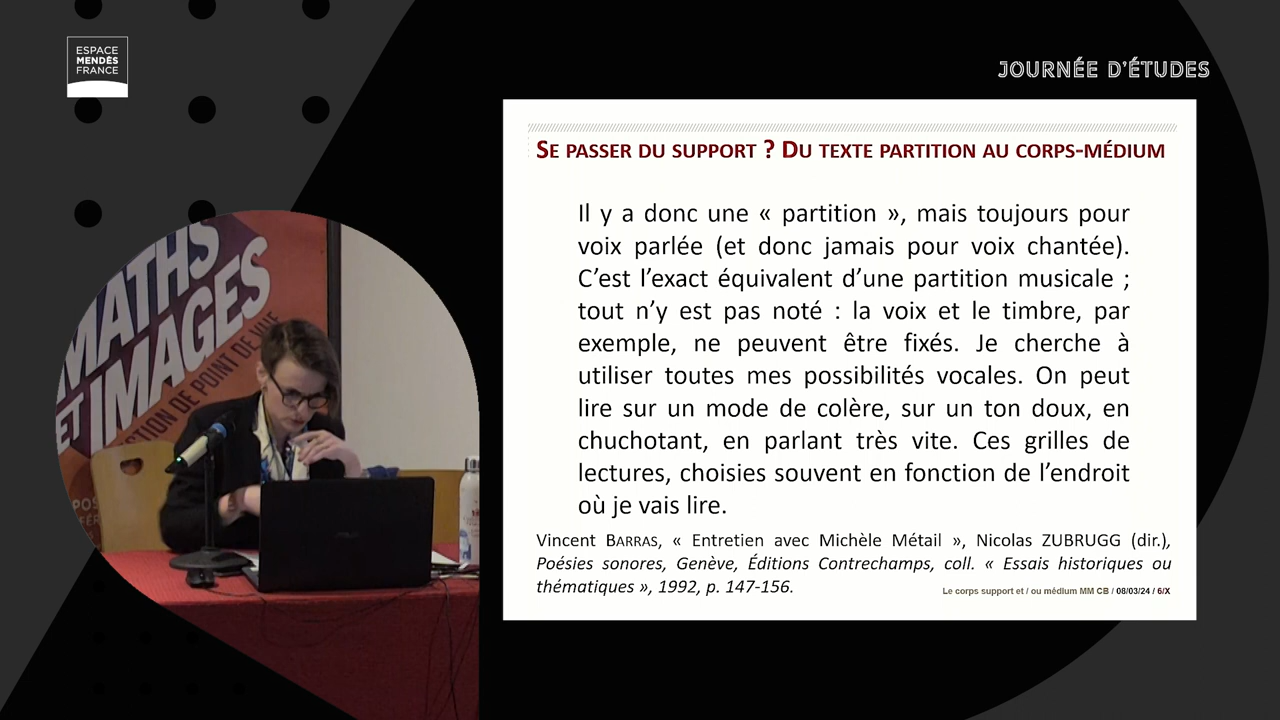 ESPACE
MENDÈS
FRANCE
JOURNÉE D'ÉTUDES
SE PASSER DU SUPPORT ? DU TEXTE PARTITION AU CORPS-MÉDIUM
Il y a donc une « partition », mais toujours pour
voix parlée (et donc jamais pour voix chantée).
C'est l'exact équivalent d'une partition musicale ;
tout n'y est pas noté : la voix et le timbre, par
exemple, ne peuvent être fixés. Je cherche à
utiliser toutes mes possibilités vocales. On peut
lire sur un mode de colère, sur un ton doux, en
chuchotant, en parlant très vite. Ces grilles de
lectures, choisies souvent en fonction de l'endroit
où je vais lire.
Vincent BARRAS, « Entretien avec Michèle Métail », Nicolas ZUBRUGG (dir.),
Poésies sonores, Genève, Éditions Contrechamps, coll. « Essais historiques ou
thématiques », 1992, p. 147-156.
Le corps support et / ou médium MM CB / 08/03/24 / 6/X
MATHS
ET IMAGES
DE POINT DE VUE